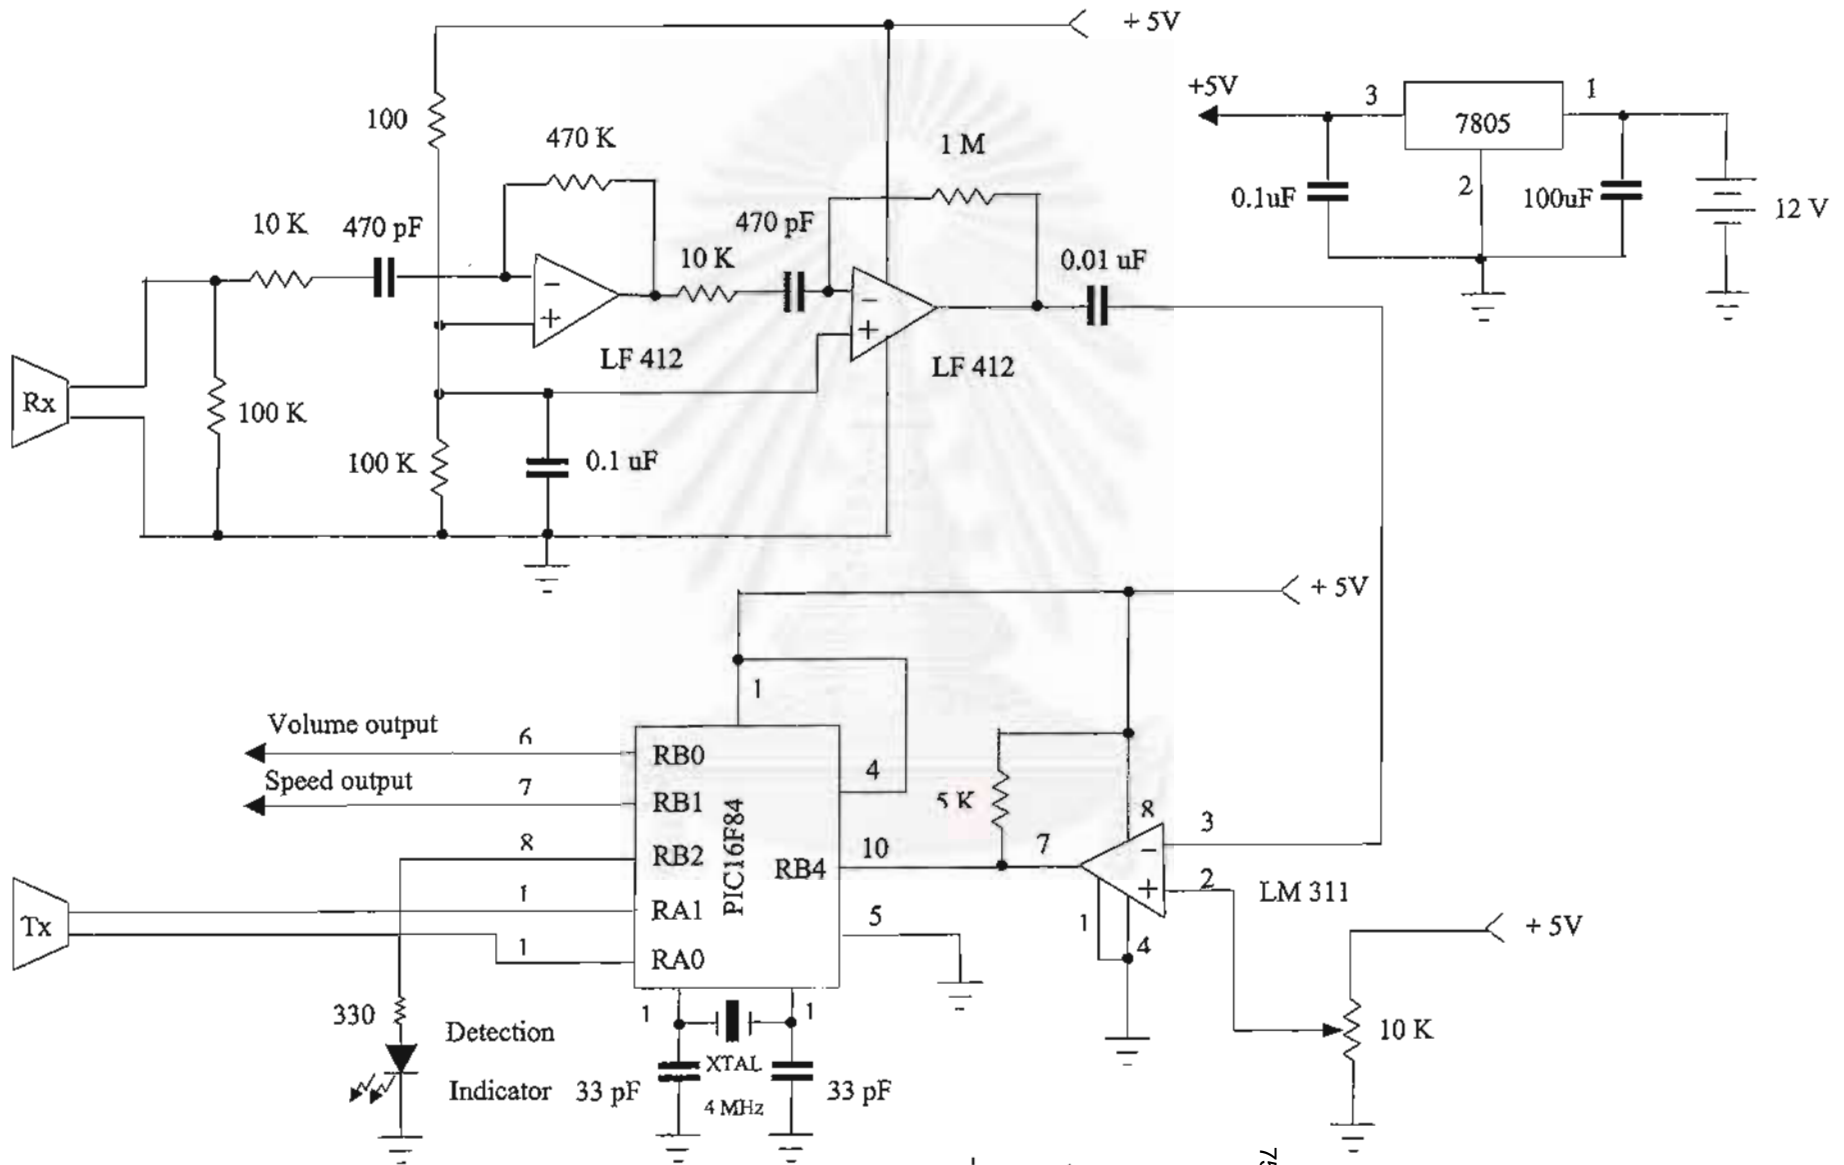 + 5V
+5V
3
7805
1
2
0.1uF
100uF
12 V
100
470 K
1 M
10 K
470 pF
10 K
470 pF
0.01 uF
−
+
LF 412
−
+
LF 412
Rx
100 K
100 K
0.1 uF
+ 5V
1
Volume output
6
RB0
Speed output
7
RB1
8
RB2
1
RA1
1
RA0
PIC16F84
RB4
4
10
5
5 K
7
8
3
−
+
2
1
4
LM 311
+ 5V
10 K
Tx
330
Detection
Indicator
1
1
XTAL
4 MHz
33 pF
33 pF